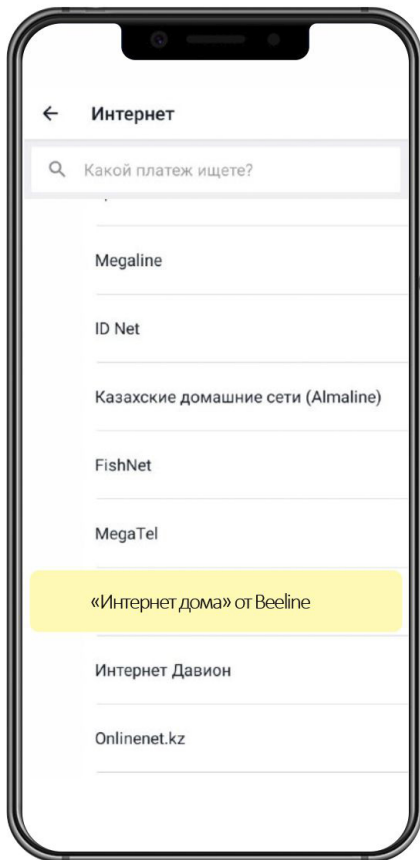 Интернет
Какой платеж ищете?
Megaline
ID Net
Казахские домашние сети (Almaline)
FishNet
MegaTel
«Интернет дома» от Beeline
Интернет Давион
Onlinenet.kz